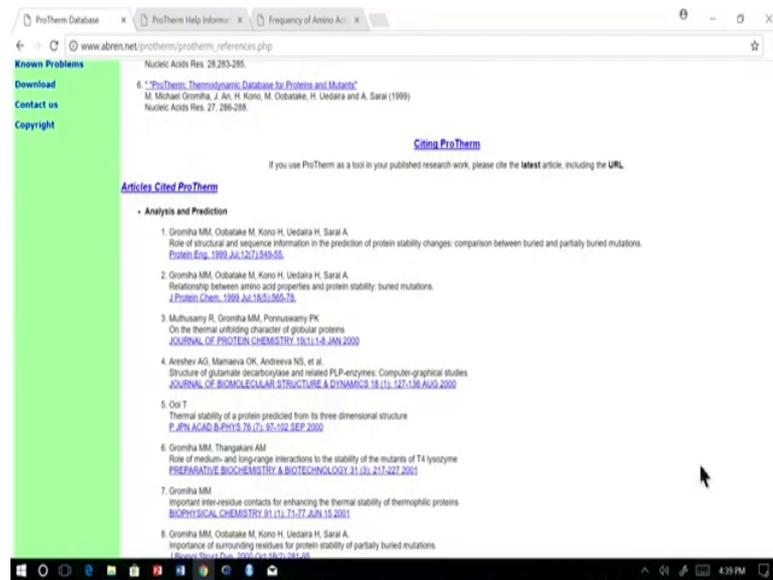 ProTherm Database
ProTherm Help Informat
Frequency of Amino Aci
www.abren.net/protherm/protherm_references.php
Known Problems
Download
Contact us
Copyright
Nucleic Acids Res. 28,283-285.
6. "ProTherm: Thermodynamic Database for Proteins and Mutants"
M. Michael Gromiha, J. An, H. Kono, M. Oobatake, H. Uedaira and A. Sarai (1999)
Nucleic Acids Res. 27, 286-288.
Citing ProTherm
If you use ProTherm as a tool in your published research work, please cite the latest article, including the URL.
Articles Cited ProTherm
• Analysis and Prediction
1. Gromiha MM, Oobatake M, Kono H, Uedaira H, Sarai A.
Role of structural and sequence information in the prediction of protein stability changes: comparison between buried and partially buried mutations.
Protein Eng. 1999 Jul;12(7):549-55.
2. Gromiha MM, Oobatake M, Kono H, Uedaira H, Sarai A.
Relationship between amino acid properties and protein stability: buried mutations.
J Protein Chem. 1999 Jul;18(5):565-78.
3. Muthusamy R, Gromiha MM, Ponnuswamy PK
On the thermal unfolding character of globular proteins
JOURNAL OF PROTEIN CHEMISTRY 19(1):1-8 JAN 2000
4. Areshev AG, Mamaeva OK, Andreeva NS, et al.
Structure of glutamate decarboxylase and related PLP-enzymes: Computer-graphical studies
JOURNAL OF BIOMOLECULAR STRUCTURE & DYNAMICS 18 (1): 127-136 AUG 2000
5. Ooi T
Thermal stability of a protein predicted from its three dimensional structure
P JPN ACAD B-PHYS 76 (7): 97-102 SEP 2000
6. Gromiha MM, Thangakani AM
Role of medium- and long-range interactions to the stability of the mutants of T4 lysozyme
PREPARATIVE BIOCHEMISTRY & BIOTECHNOLOGY 31 (3): 217-227 2001
7. Gromiha MM
Important inter-residue contacts for enhancing the thermal stability of thermophilic proteins
BIOPHYSICAL CHEMISTRY 91 (1): 71-77 JUN 15 2001
8. Gromiha MM, Oobatake M, Kono H, Uedaira H, Sarai A.
Importance of surrounding residues for protein stability of partially buried mutations.
J Biomol Struct Dyn. 2000 Oct;18(2):281-95.
4:39 PM